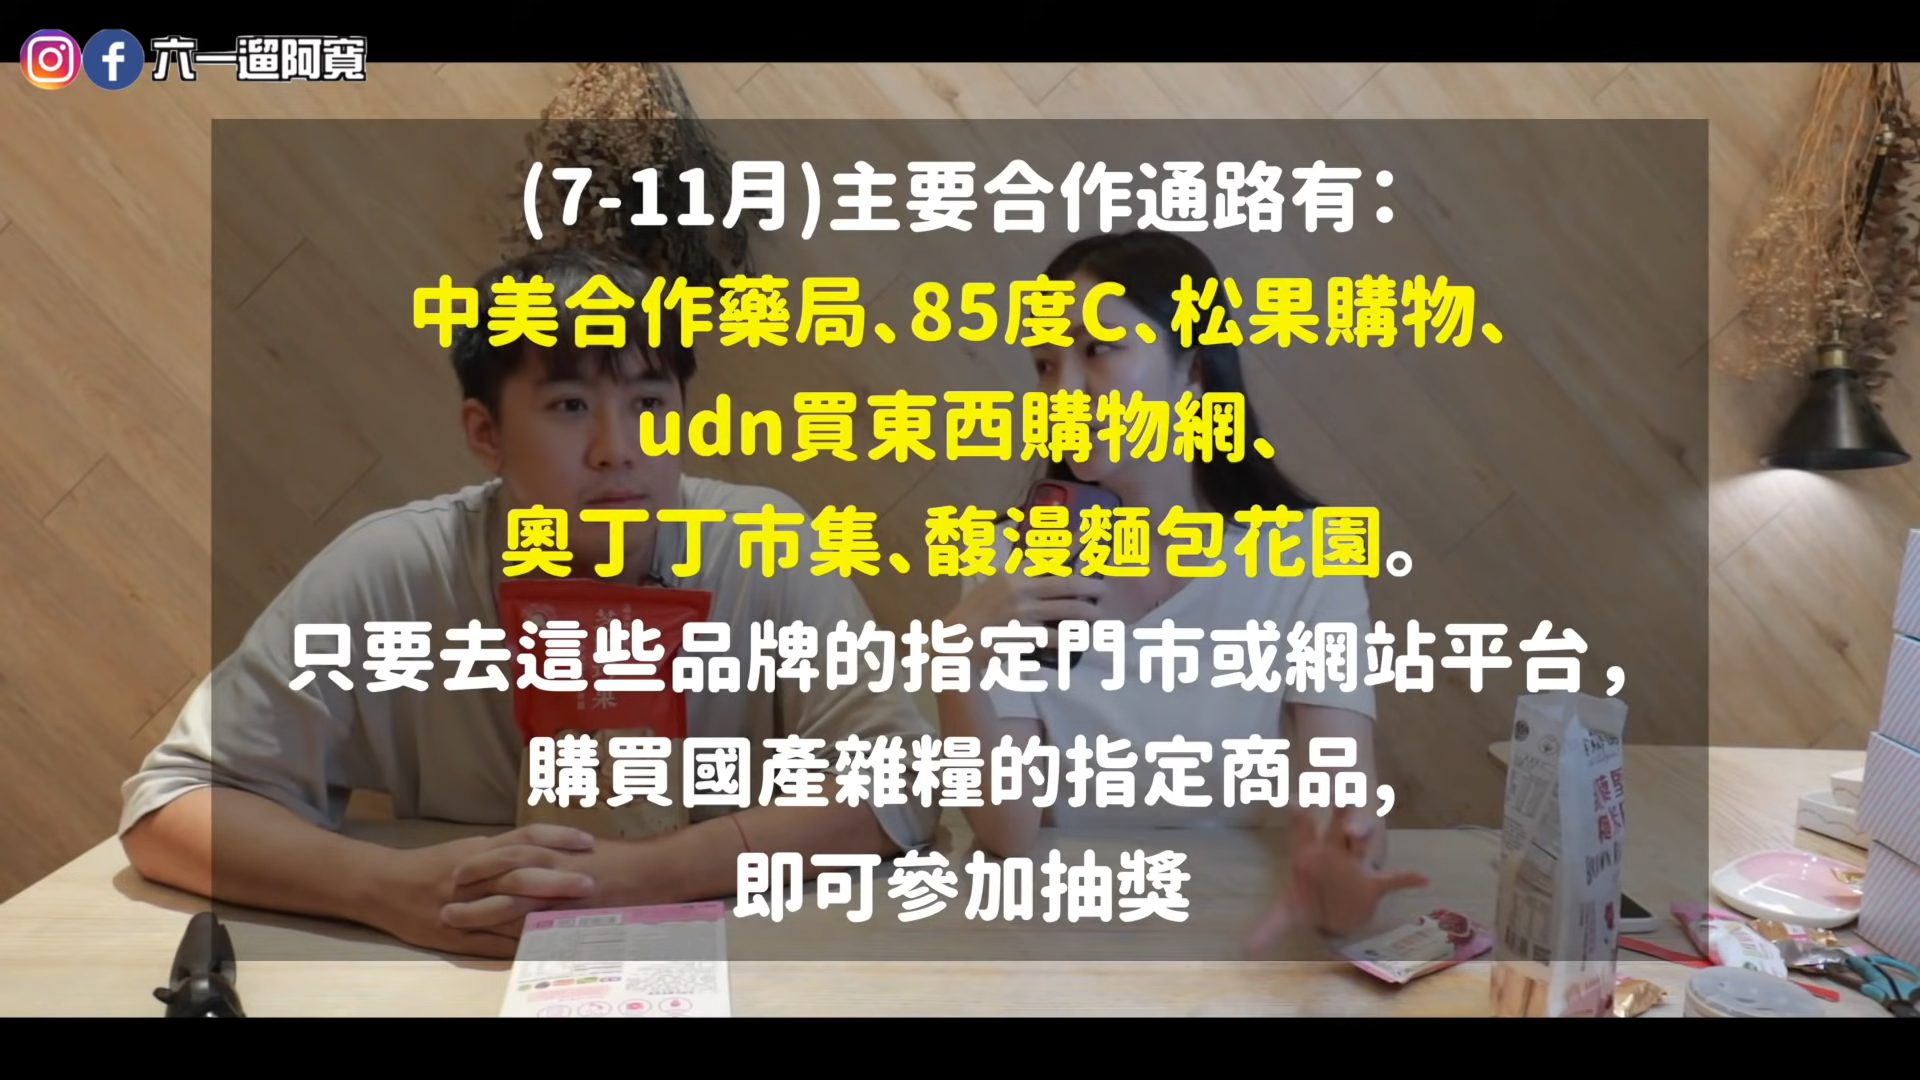 六一遛阿寬
(7-11月)主要合作通路有：
中美合作藥局、85度C、松果購物、
udn買東西購物網、
奧丁丁市集、馥漫麵包花園。
只要去這些品牌的指定門市或網站平台，
購買國產雜糧的指定商品,
即可參加抽獎